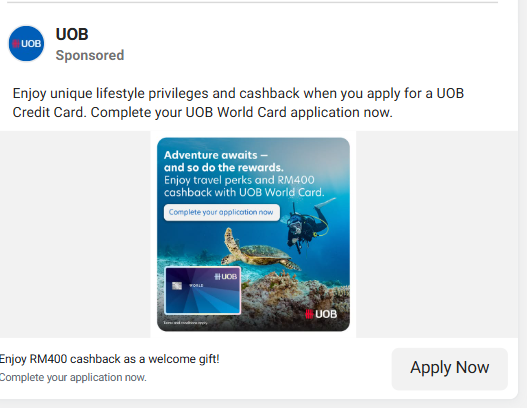 UOB
UOB
Sponsored
Enjoy unique lifestyle privileges and cashback when you apply for a UOB
Credit Card. Complete your UOB World Card application now.
Adventure awaits –
and so do the rewards.
Enjoy travel perks and RM400
cashback with UOB World Card.
Complete your application now
UOB
WORLD
UOB
Terms and conditions apply.
Enjoy RM400 cashback as a welcome gift!
Complete your application now.
Apply Now